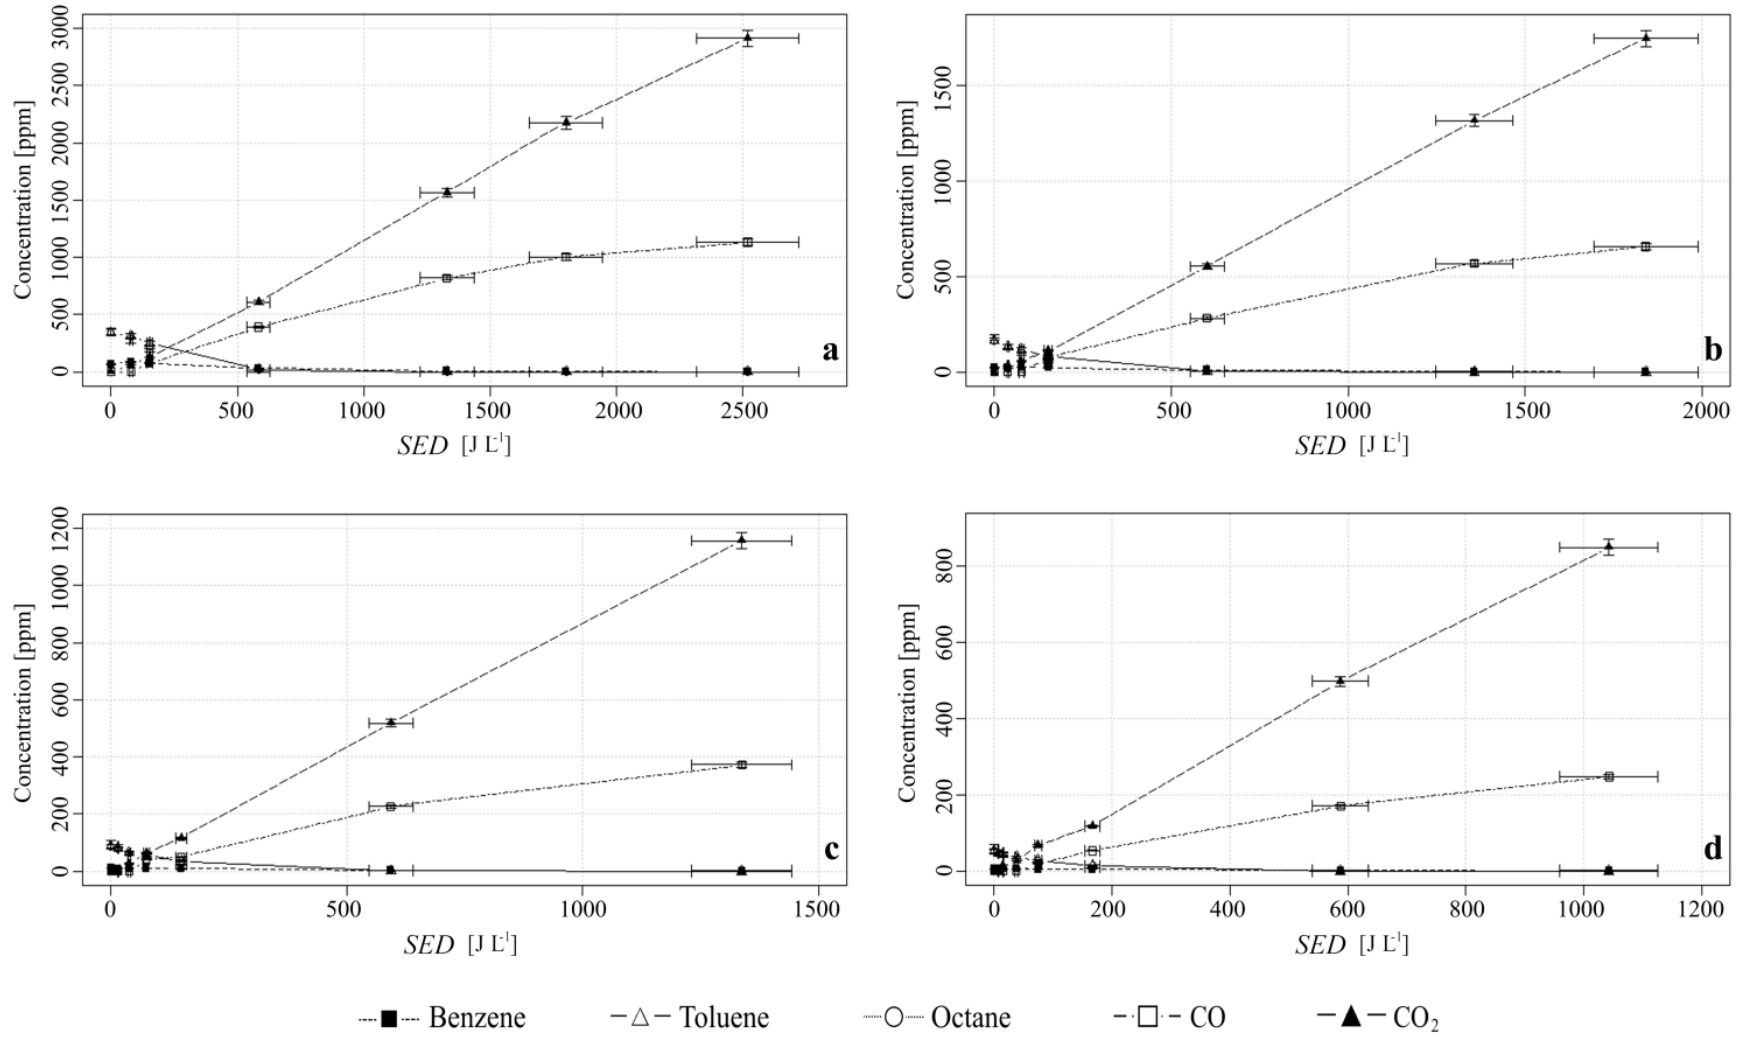 Concentration [ppm]
3000
2500
2000
1500
1000
500
0
a
0 500 1000 1500 2000 2500
SED [J L⁻¹]
Concentration [ppm]
1500
1000
500
0
b
0 500 1000 1500 2000
SED [J L⁻¹]
Concentration [ppm]
1200
1000
800
600
400
200
0
c
0 500 1000 1500
SED [J L⁻¹]
Concentration [ppm]
800
600
400
200
0
d
0 200 400 600 800 1000 1200
SED [J L⁻¹]
Benzene Toluene Octane CO CO₂